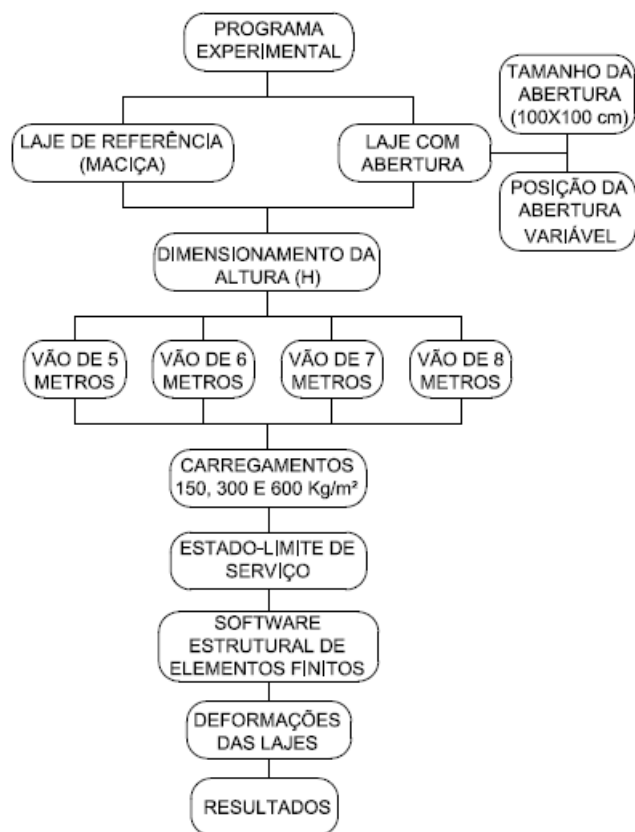 PROGRAMA
EXPERIMENTAL
TAMANHO DA
ABERTURA
(100X100 cm)
LAJE DE REFERÊNCIA
(MACIÇA)
LAJE COM
ABERTURA
POSIÇÃO DA
ABERTURA
VARIÁVEL
DIMENSIONAMENTO DA
ALTURA (H)
VÃO DE 5
METROS
VÃO DE 6
METROS
VÃO DE 7
METROS
VÃO DE 8
METROS
CARREGAMENTOS
150, 300 E 600 Kg/m²
ESTADO-LIMITE DE
SERVIÇO
SOFTWARE
ESTRUTURAL DE
ELEMENTOS FINITOS
DEFORMAÇÕES
DAS LAJES
RESULTADOS